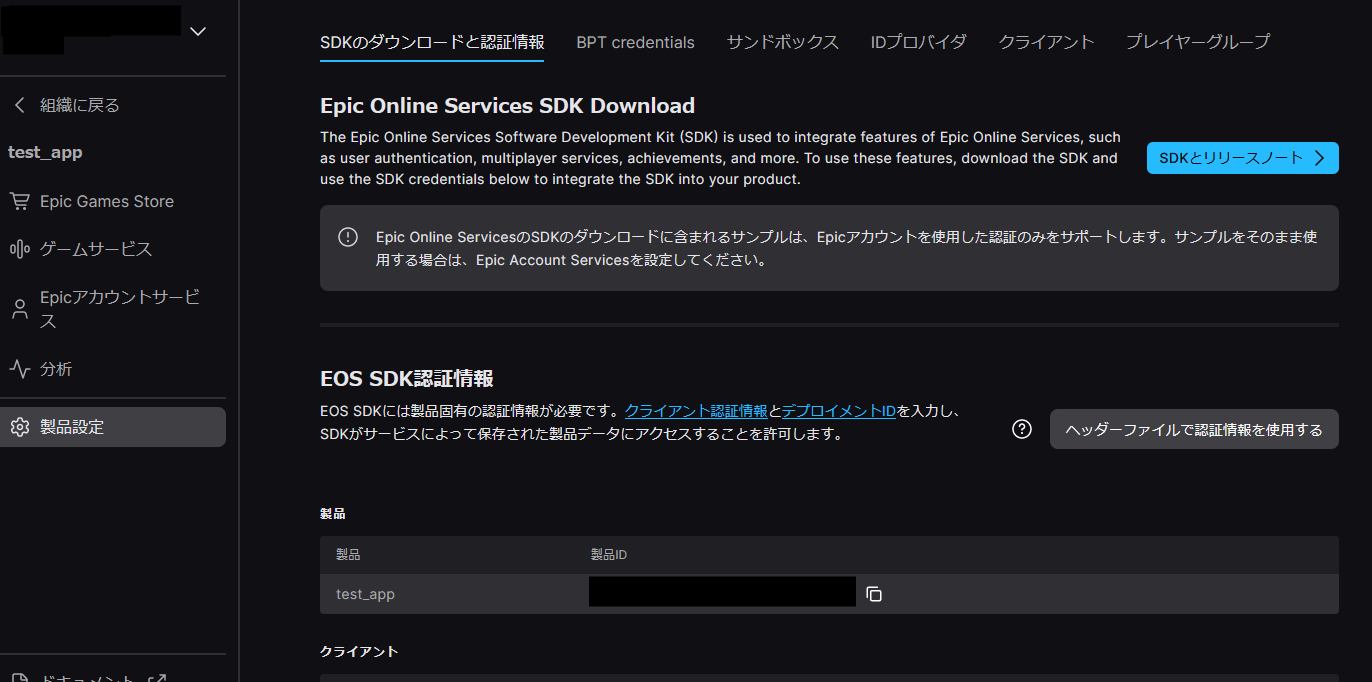 組織に戻る
test_app
Epic Games Store
ゲームサービス
Epicアカウントサービ
ス
分析
製品設定
ドキュメント
SDKのダウンロードと認証情報
BPT credentials
サンドボックス
IDプロバイダ
クライアント
プレイヤーグループ
Epic Online Services SDK Download
The Epic Online Services Software Development Kit (SDK) is used to integrate features of Epic Online Services, such
as user authentication, multiplayer services, achievements, and more. To use these features, download the SDK and
use the SDK credentials below to integrate the SDK into your product.
SDKとリリースノート
Epic Online ServicesのSDKのダウンロードに含まれるサンプルは、Epicアカウントを使用した認証のみをサポートします。サンプルをそのまま使
用する場合は、Epic Account Servicesを設定してください。
EOS SDK認証情報
EOS SDKには製品固有の認証情報が必要です。クライアント認証情報とデプロイメントIDを入力し、
SDKがサービスによって保存された製品データにアクセスすることを許可します。
ヘッダーファイルで認証情報を使用する
製品
製品 製品ID
test_app
クライアント